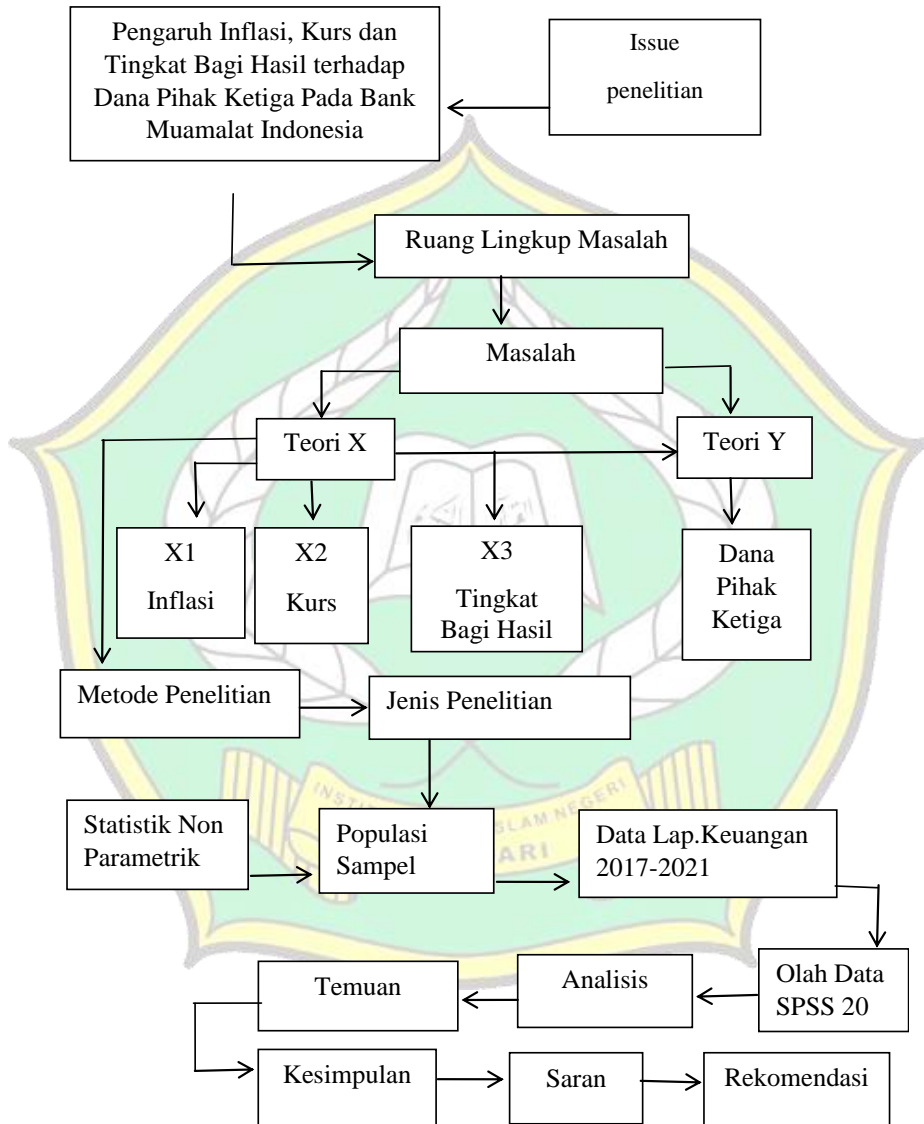 Pengaruh Inflasi, Kurs dan
Tingkat Bagi Hasil terhadap
Dana Pihak Ketiga Pada Bank
Muamalat Indonesia
Issue
penelitian
Ruang Lingkup Masalah
Masalah
Teori X
Teori Y
X1
Inflasi
X2
Kurs
X3
Tingkat
Bagi Hasil
Dana
Pihak
Ketiga
Metode Penelitian
Jenis Penelitian
Statistik Non
Parametrik
Populasi
Sampel
Data Lap.Keuangan
2017-2021
NEGERI
Olah Data
SPSS 20
Analisis
Temuan
Kesimpulan
Saran
Rekomendasi